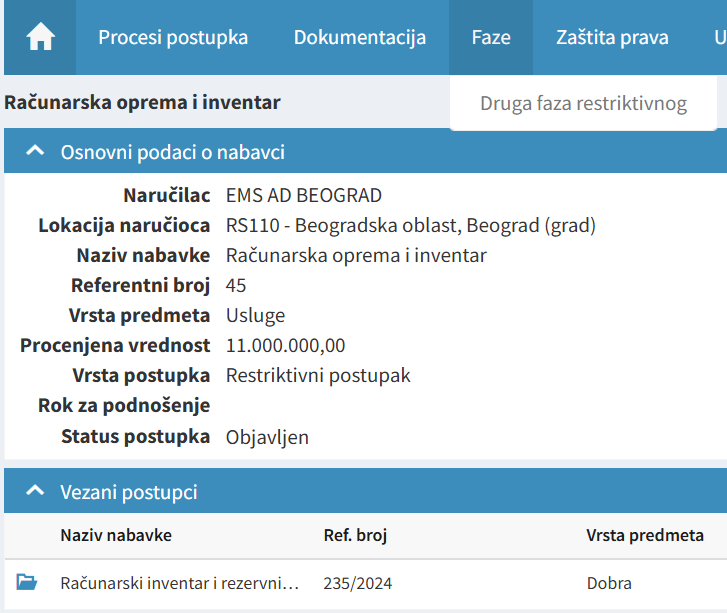 Procesi postupka Dokumentacija Faze Zaštita prava U
Računarska oprema i inventar
Druga faza restriktivnog
Osnovni podaci o nabavci
Naručilac EMS AD BEOGRAD
Lokacija naručioca RS110 - Beogradska oblast, Beograd (grad)
Naziv nabavke Računarska oprema i inventar
Referentni broj 45
Vrsta predmeta Usluge
Procenjena vrednost 11.000.000,00
Vrsta postupka Restriktivni postupak
Rok za podnošenje
Status postupka Objavljen
Vezani postupci
Naziv nabavke Ref. broj Vrsta predmeta
Računarski inventar i rezervni... 235/2024 Dobra